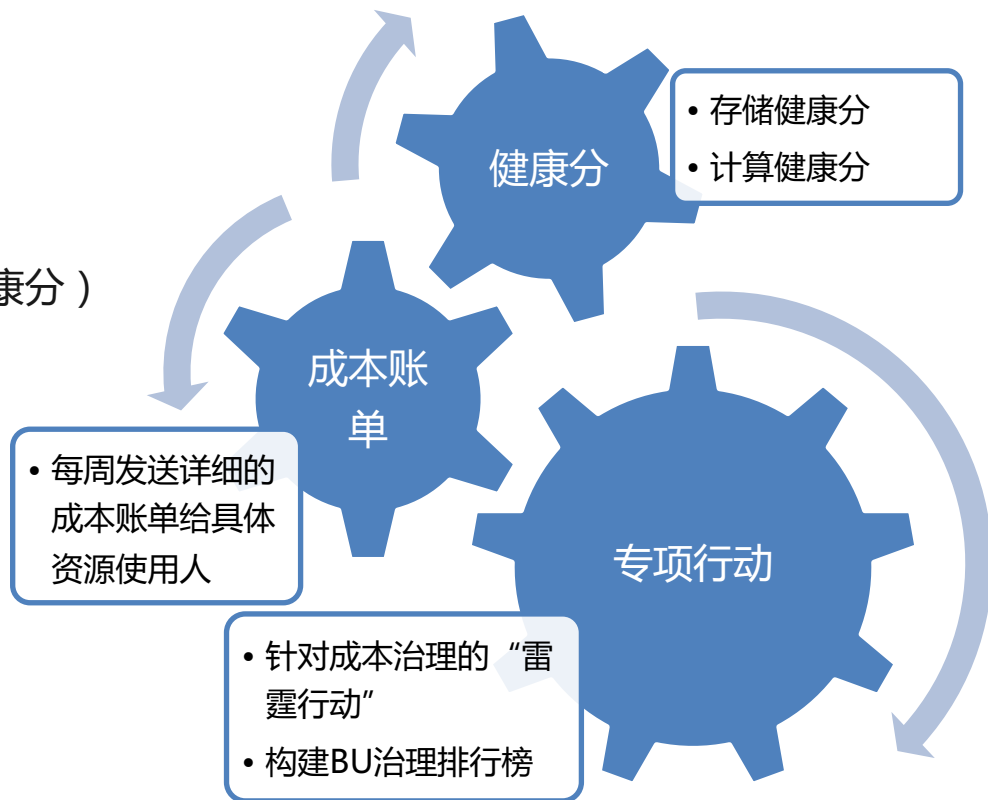 健康分
• 存储健康分
• 计算健康分
康分）
成本账
单
• 每周发送详细的
成本账单给具体
资源使用人
专项行动
• 针对成本治理的“雷
霆行动”
• 构建BU治理排行榜